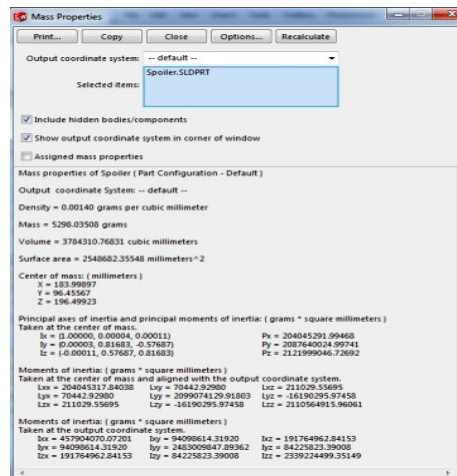 Mass Properties
Print... Copy Close Options... Recalculate
Output coordinate system: -- default --
Selected items: Spoiler.SLDPRT
Include hidden bodies/components
Show output coordinate system in corner of window
Assigned mass properties
Mass properties of Spoiler ( Part Configuration - Default )
Output coordinate System: -- default --
Density = 0.00140 grams per cubic millimeter
Mass = 5298.03508 grams
Volume = 3784310.76831 cubic millimeters
Surface area = 2548682.35548 millimeters^2
Center of mass: ( millimeters )
X = 183.99897
Y = 96.45567
Z = 196.49923
Principal axes of inertia and principal moments of inertia: ( grams * square millimeters )
Taken at the center of mass.
Ix = (1.00000, 0.00004, 0.00011) Px = 204045291.99468
Iy = (0.00003, 0.81683, -0.57687) Py = 2087640024.99741
Iz = (-0.00011, 0.57687, 0.81683) Pz = 2121999046.72692
Moments of inertia: ( grams * square millimeters )
Taken at the center of mass and aligned with the output coordinate system.
Lxx = 204045317.84038 Lxy = 70442.92980 Lxz = 211029.55695
Lyx = 70442.92980 Lyy = 2099074129.91803 Lyz = -16190295.97458
Lzx = 211029.55695 Lzy = -16190295.97458 Lzz = 2110564915.96061
Moments of inertia: ( grams * square millimeters )
Taken at the output coordinate system.
Ixx = 457904070.07201 Ixy = 94098614.31920 Ixz = 191764962.84153
Iyx = 94098614.31920 Iyy = 2483009847.89362 Iyz = 84225823.39008
Izx = 191764962.84153 Izy = 84225823.39008 Izz = 2339224499.35149